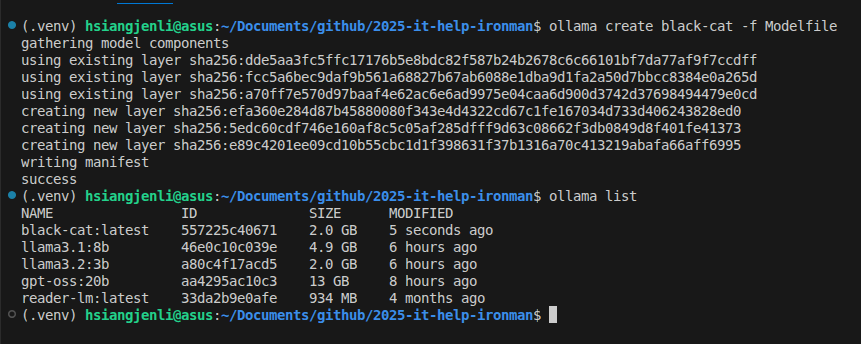 (.venv) hsiangjenli@asus:~/Documents/github/2025-it-help-ironman$ ollama create black-cat -f Modelfile
gathering model components
using existing layer sha256:dde5aa3fc5ffc17176b5e8bdc82f587b24b2678c6c66101bf7da77af9f7ccdff
using existing layer sha256:fcc5a6bec9daf9b561a68827b67ab6088e1dba9d1fa2a50d7bbcc8384e0a265d
using existing layer sha256:a70ff7e570d97baaf4e62ac6e6ad9975e04caa6d900d3742d37698494479e0cd
creating new layer sha256:efa360e284d87b45880080f343e4d4322cd67c1fe167034d733d406243828ed0
creating new layer sha256:5edc60cdf746e160af8c5c05af285dfff9d63c08662f3db0849d8f401fe41373
creating new layer sha256:e89c4201ee09cd10b55cbc1d1f398631f37b1316a70c413219abafa66aff6995
writing manifest
success
(.venv) hsiangjenli@asus:~/Documents/github/2025-it-help-ironman$ ollama list
NAME ID SIZE MODIFIED
black-cat:latest 557225c40671 2.0 GB 5 seconds ago
llama3.1:8b 46e0c10c039e 4.9 GB 6 hours ago
llama3.2:3b a80c4f17acd5 2.0 GB 6 hours ago
gpt-oss:20b aa4295ac10c3 13 GB 8 hours ago
reader-lm:latest 33da2b9e0afe 934 MB 4 months ago
(.venv) hsiangjenli@asus:~/Documents/github/2025-it-help-ironman$